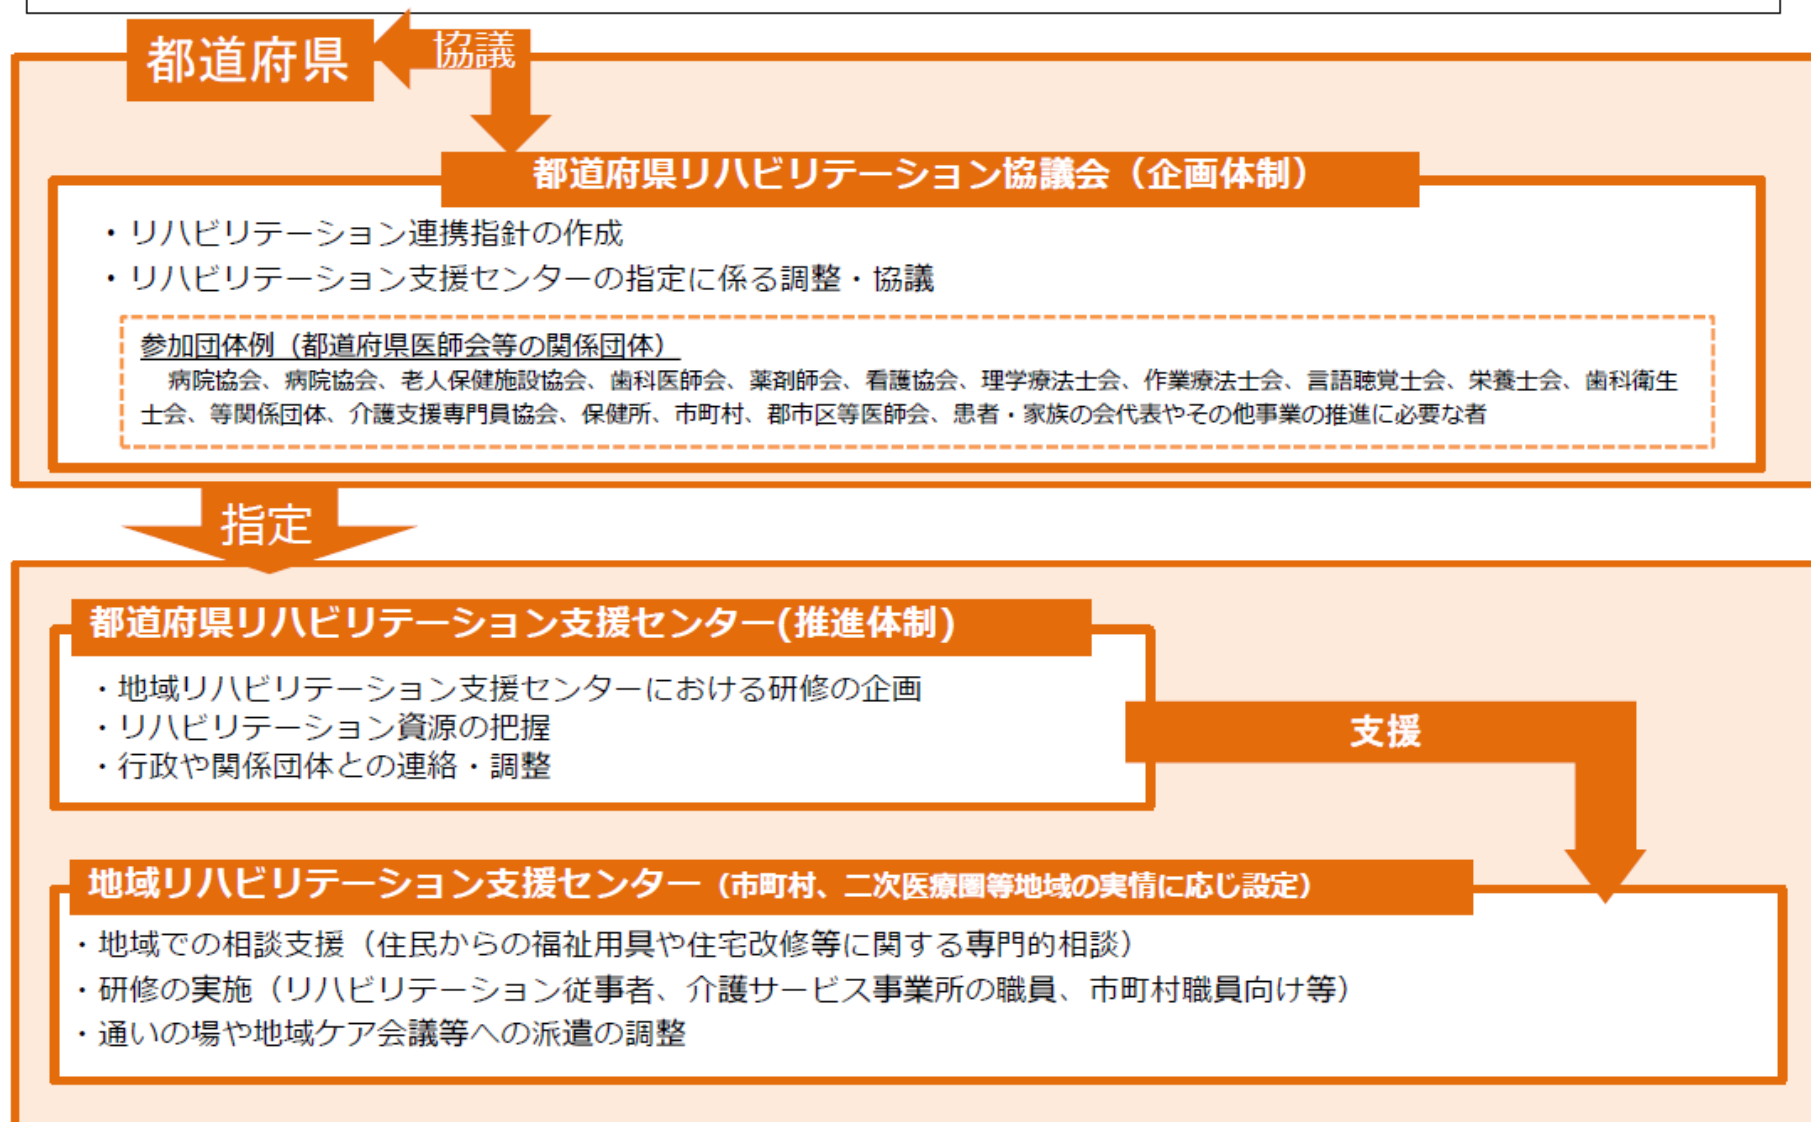 都道府県
協議
都道府県リハビリテーション協議会（企画体制）
・リハビリテーション連携指針の作成
・リハビリテーション支援センターの指定に係る調整・協議
参加団体例（都道府県医師会等の関係団体）
病院協会、病院協会、老人保健施設協会、歯科医師会、薬剤師会、看護協会、理学療法士会、作業療法士会、言語聴覚士会、栄養士会、歯科衛生
士会、等関係団体、介護支援専門員協会、保健所、市町村、郡市区等医師会、患者・家族の会代表やその他事業の推進に必要な者
指定
都道府県リハビリテーション支援センター(推進体制)
・地域リハビリテーション支援センターにおける研修の企画
・リハビリテーション資源の把握
・行政や関係団体との連絡・調整
支援
地域リハビリテーション支援センター（市町村、二次医療圏等地域の実情に応じ設定）
・地域での相談支援（住民からの福祉用具や住宅改修等に関する専門的相談）
・研修の実施（リハビリテーション従事者、介護サービス事業所の職員、市町村職員向け等）
・通いの場や地域ケア会議等への派遣の調整